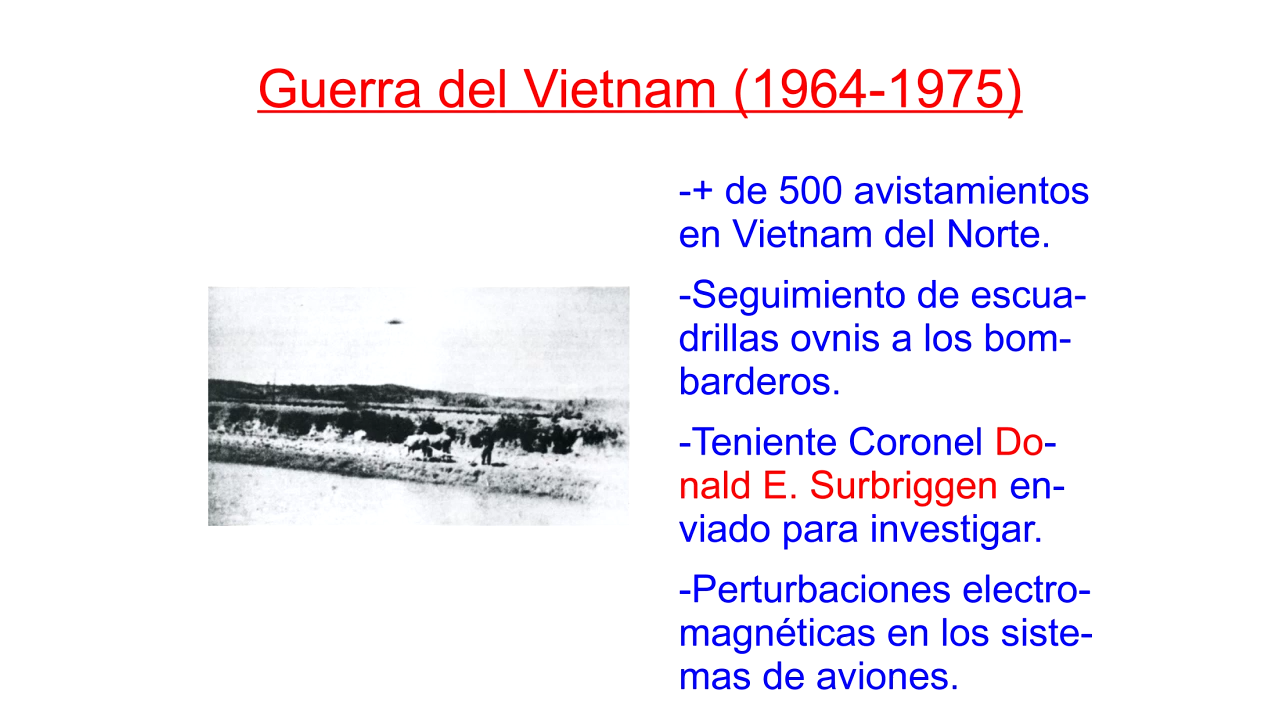 Guerra del Vietnam (1964-1975)
-+ de 500 avistamientos
en Vietnam del Norte.
-Seguimiento de escua-
drillas ovnis a los bom-
barderos.
-Teniente Coronel Do-
nald E. Surbriggen en-
viado para investigar.
-Perturbaciones electro-
magnéticas en los siste-
mas de aviones.